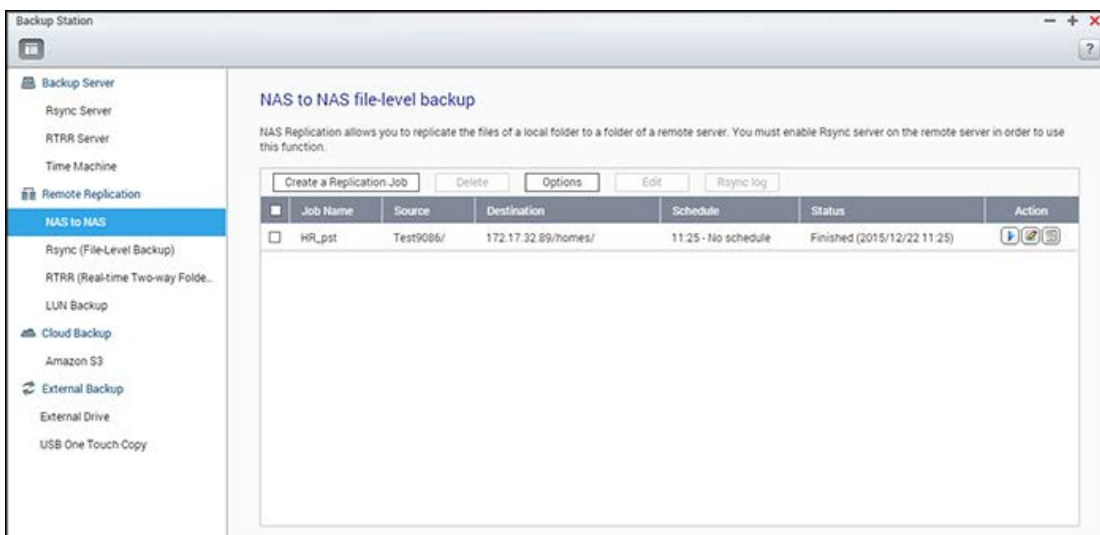 Backup Station
?
Backup Server
Rsync Server
RTRR Server
Time Machine
Remote Replication
NAS to NAS
Rsync (File-Level Backup)
RTRR (Real-time Two-way Folde...
LUN Backup
Cloud Backup
Amazon S3
External Backup
External Drive
USB One Touch Copy
NAS to NAS file-level backup
NAS Replication allows you to replicate the files of a local folder to a folder of a remote server. You must enable Rsync server on the remote server in order to use
this function.
Create a Replication Job Delete Options Edit Rsync log
Job Name Source Destination Schedule Status Action
HR_pst Test9086/ 172.17.32.89/homes/ 11:25 - No schedule Finished (2015/12/22 11:25)